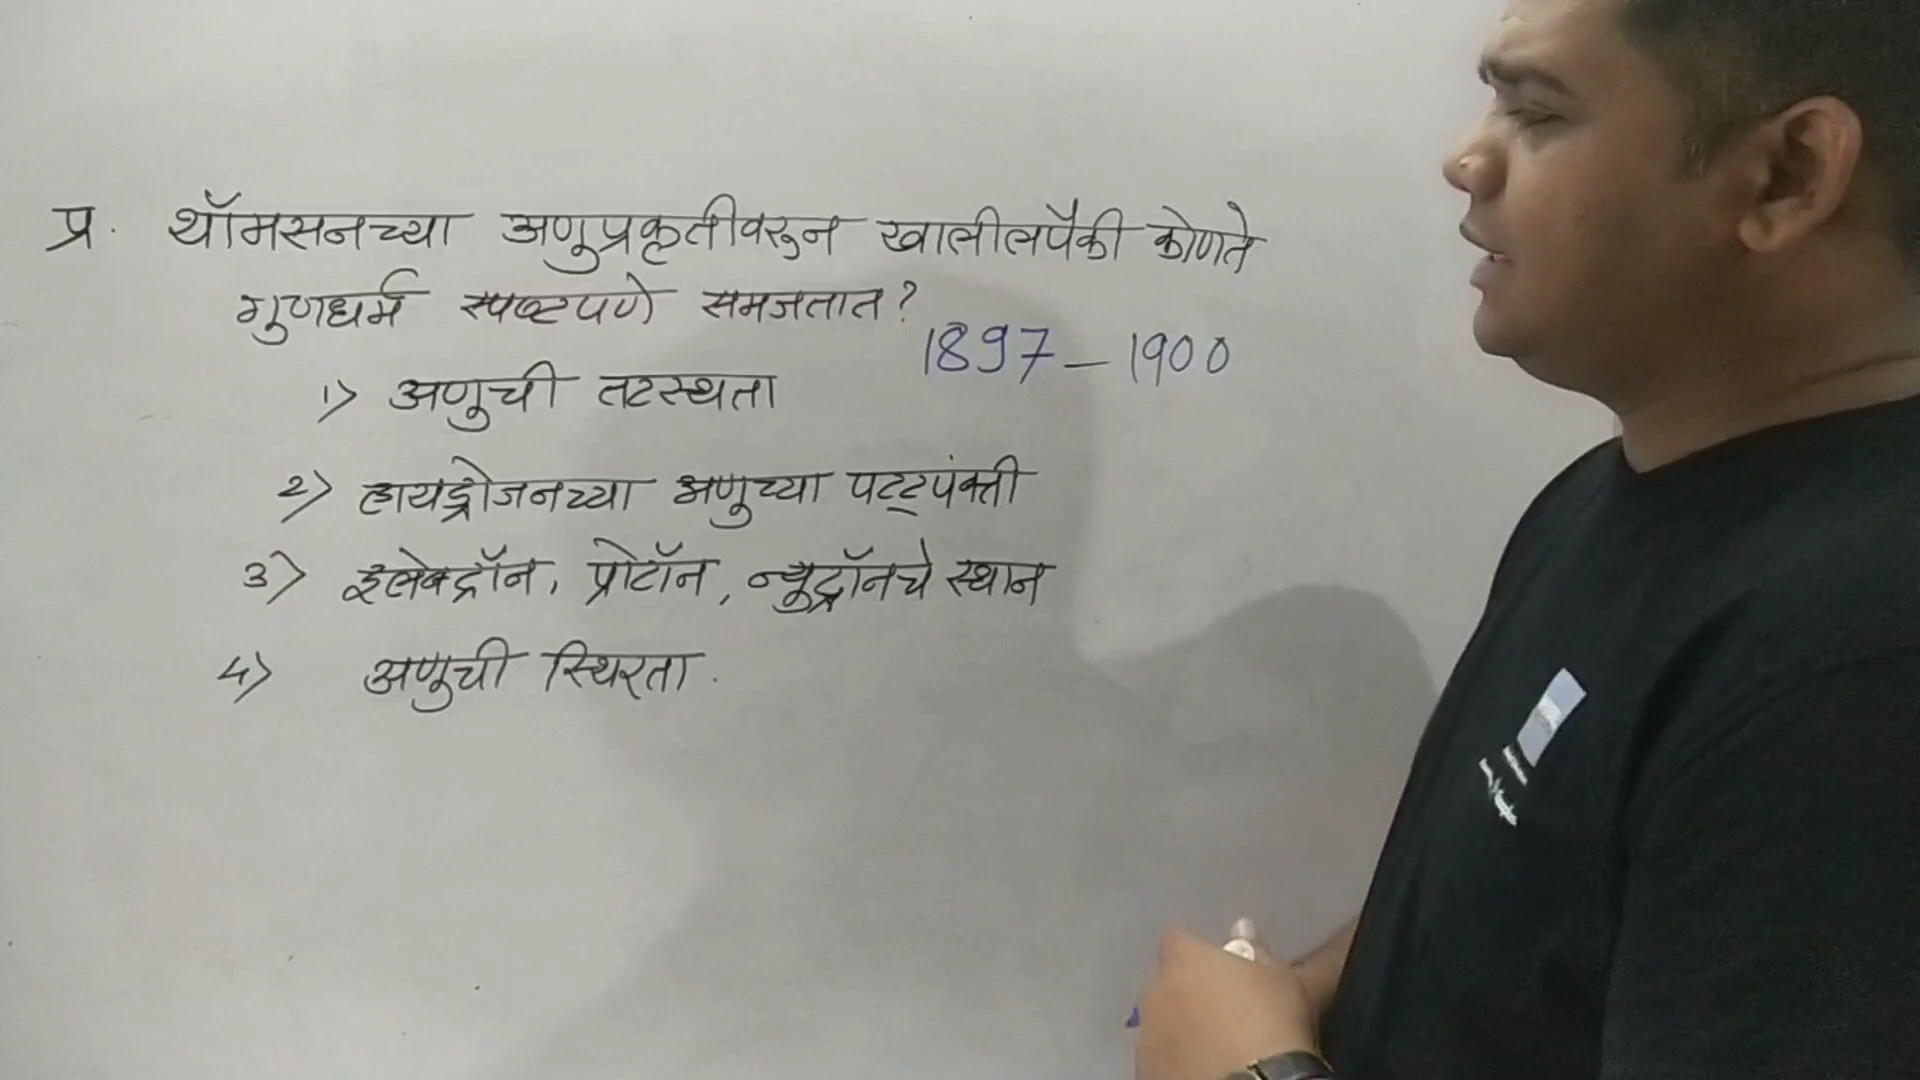 प्र. थॉमसनच्या अणुप्रकृतीवरुन खालीलपैकी कोणते
गुणधर्म स्पष्टपणे समजतात?
1897 - 1900
1) अणुची तटस्थता
2) हायड्रोजनच्या अणुच्या पट्ट्पंक्ती
3) इलेक्ट्रॉन, प्रोटॉन, न्यूट्रॉनचे स्थान
4) अणुची स्थिरता.